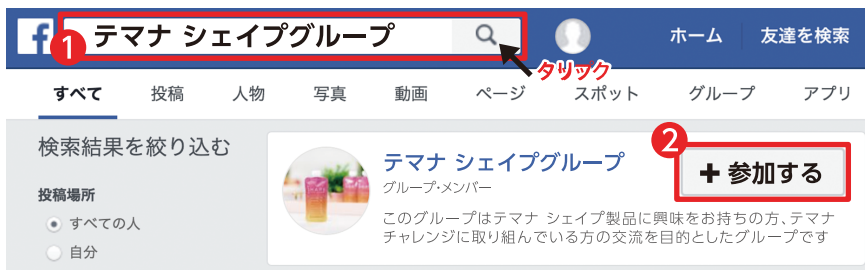 f
1 テマナ シェイプグループ
ホーム 友達を検索
タリック
すべて 投稿 人物 写真 動画 ページ スポット グループ アプリ
検索結果を絞り込む
投稿場所
すべての人
自分
テマナ シェイプグループ
グループ・メンバー
2
+ 参加する
このグループはテマナ シェイプ製品に興味をお持ちの方、テマナ
チャレンジに取り組んでいる方の交流を目的としたグループです